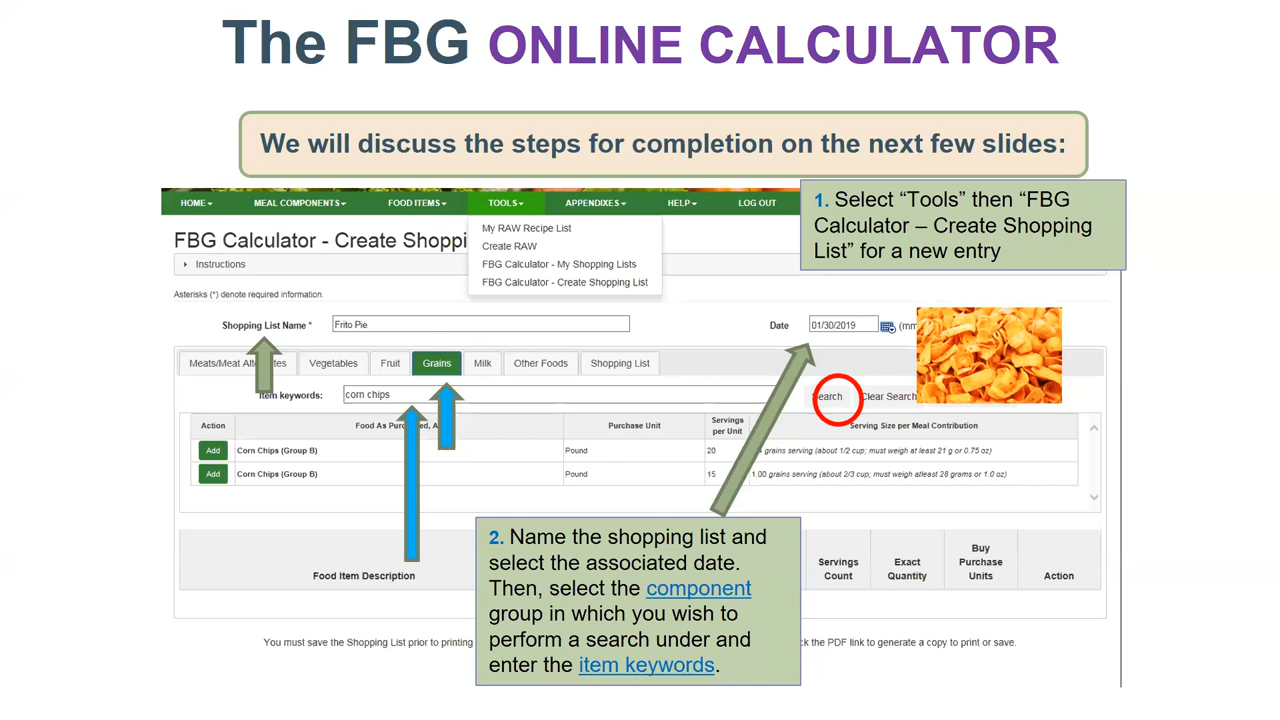 The FBG ONLINE CALCULATOR
We will discuss the steps for completion on the next few slides:
HOME MEAL COMPONENTS FOOD ITEMS TOOLS APPENDIXES HELP LOG OUT
1. Select “Tools” then “FBG
Calculator – Create Shopping
List” for a new entry
My RAW Recipe List
Create RAW
FBG Calculator - My Shopping Lists
FBG Calculator - Create Shopping List
FBG Calculator - Create Shoppi
Instructions
Asterisks (*) denote required information.
Shopping List Name * Frito Pie Date 01/30/2019
Meats/Meat Vegetables Fruit Grains Milk Other Foods Shopping List
Item keywords: corn chips Search Clear Search
Action Food As Purchased, Purchase Unit Servings per Unit Serving Size per Meal Contribution
Add Corn Chips (Group B) Pound 20 grains serving (about 1/2 cup; must weigh at least 21 g or 0.75 oz)
Add Corn Chips (Group B) Pound 15 1.00 grains serving (about 2/3 cup; must weigh atleast 28 grams or 1.0 oz)
Food Item Description Servings Count Exact Quantity Buy Purchase Units Action
2. Name the shopping list and
select the associated date.
Then, select the component
group in which you wish to
perform a search under and
enter the item keywords.
You must save the Shopping List prior to printing ck the PDF link to generate a copy to print or save.